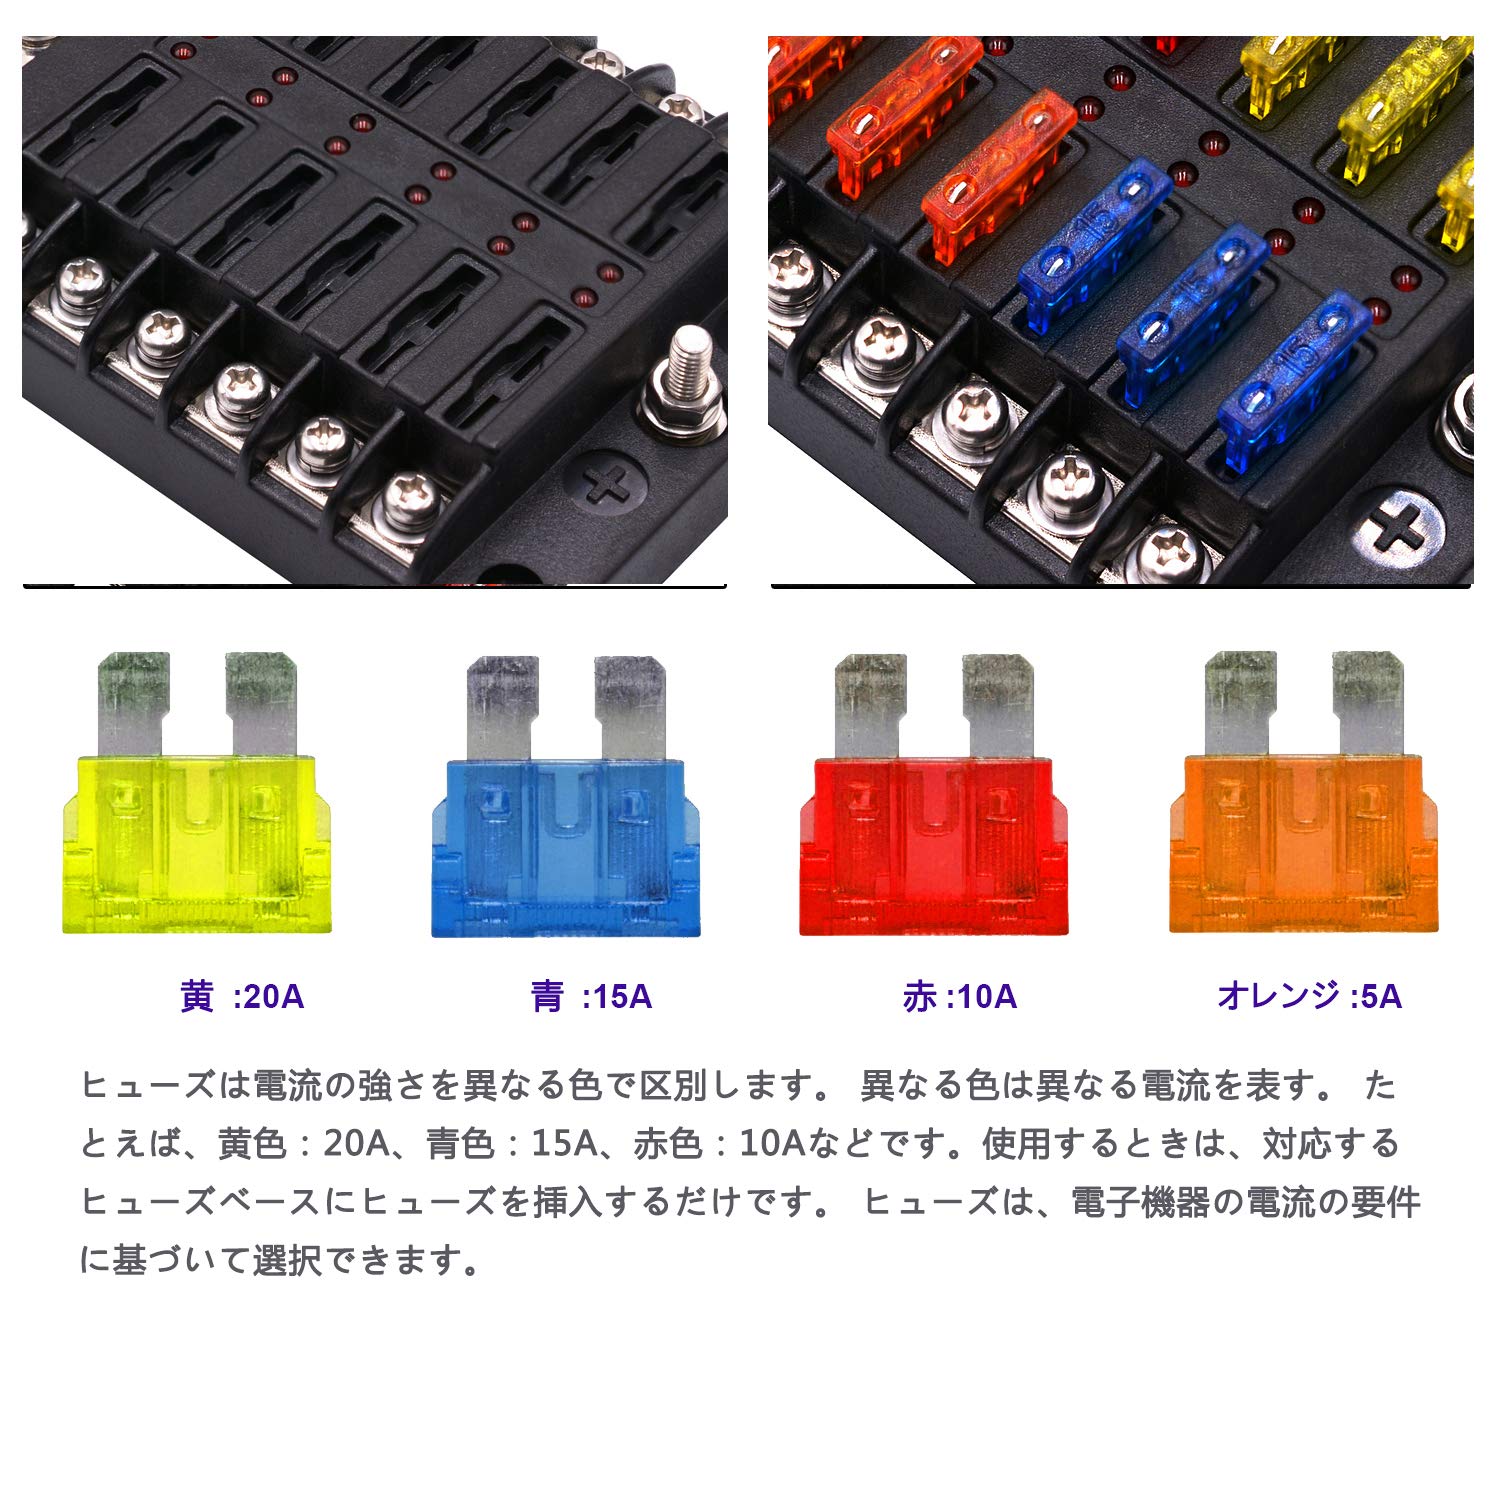 15
15
15
黄 :20A
青 :15A
赤 :10A
オレンジ :5A
ヒューズは電流の強さを異なる色で区別します。 異なる色は異なる電流を表す。 た
とえば、黄色：20A、青色：15A、赤色：10Aなどです。使用するときは、対応する
ヒューズベースにヒューズを挿入するだけです。 ヒューズは、電子機器の電流の要件
に基づいて選択できます。